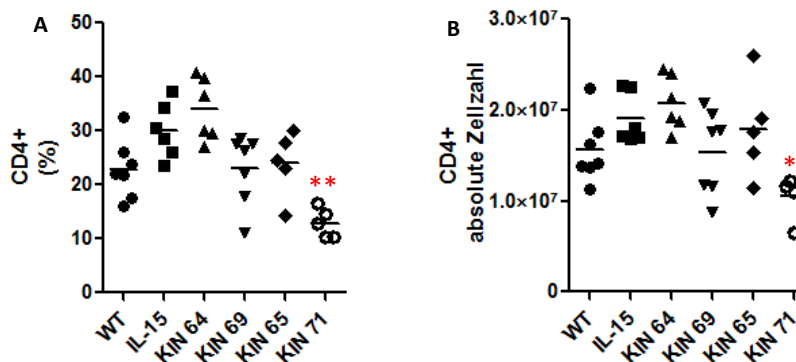 A
CD4+
(%)
50
40
30
20
10
0
**
WT
IL-15
KIN 64
KIN 69
KIN 65
KIN 71
B
CD4+
absolute Zellzahl
3.0×10⁷
2.0×10⁷
1.0×10⁷
0
*
WT
IL-15
KIN 64
KIN 69
KIN 65
KIN 71